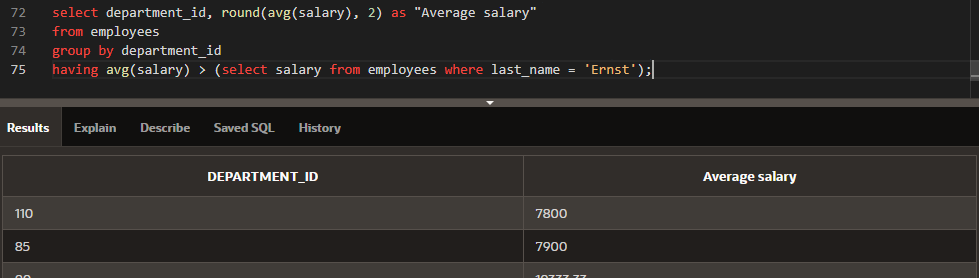 72 select department_id, round(avg(salary), 2) as "Average salary"
73 from employees
74 group by department_id
75 having avg(salary) > (select salary from employees where last_name = 'Ernst');
Results Explain Describe Saved SQL History
DEPARTMENT_ID Average salary
110 7800
85 7900